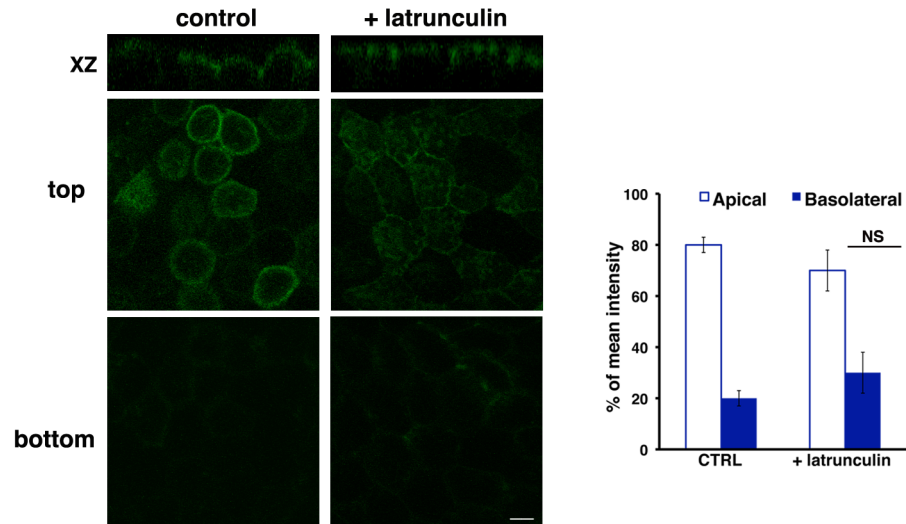 control
+ latrunculin
XZ
top
bottom
Apical
Basolateral
NS
% of mean intensity
100
80
60
40
20
0
CTRL
+ latrunculin